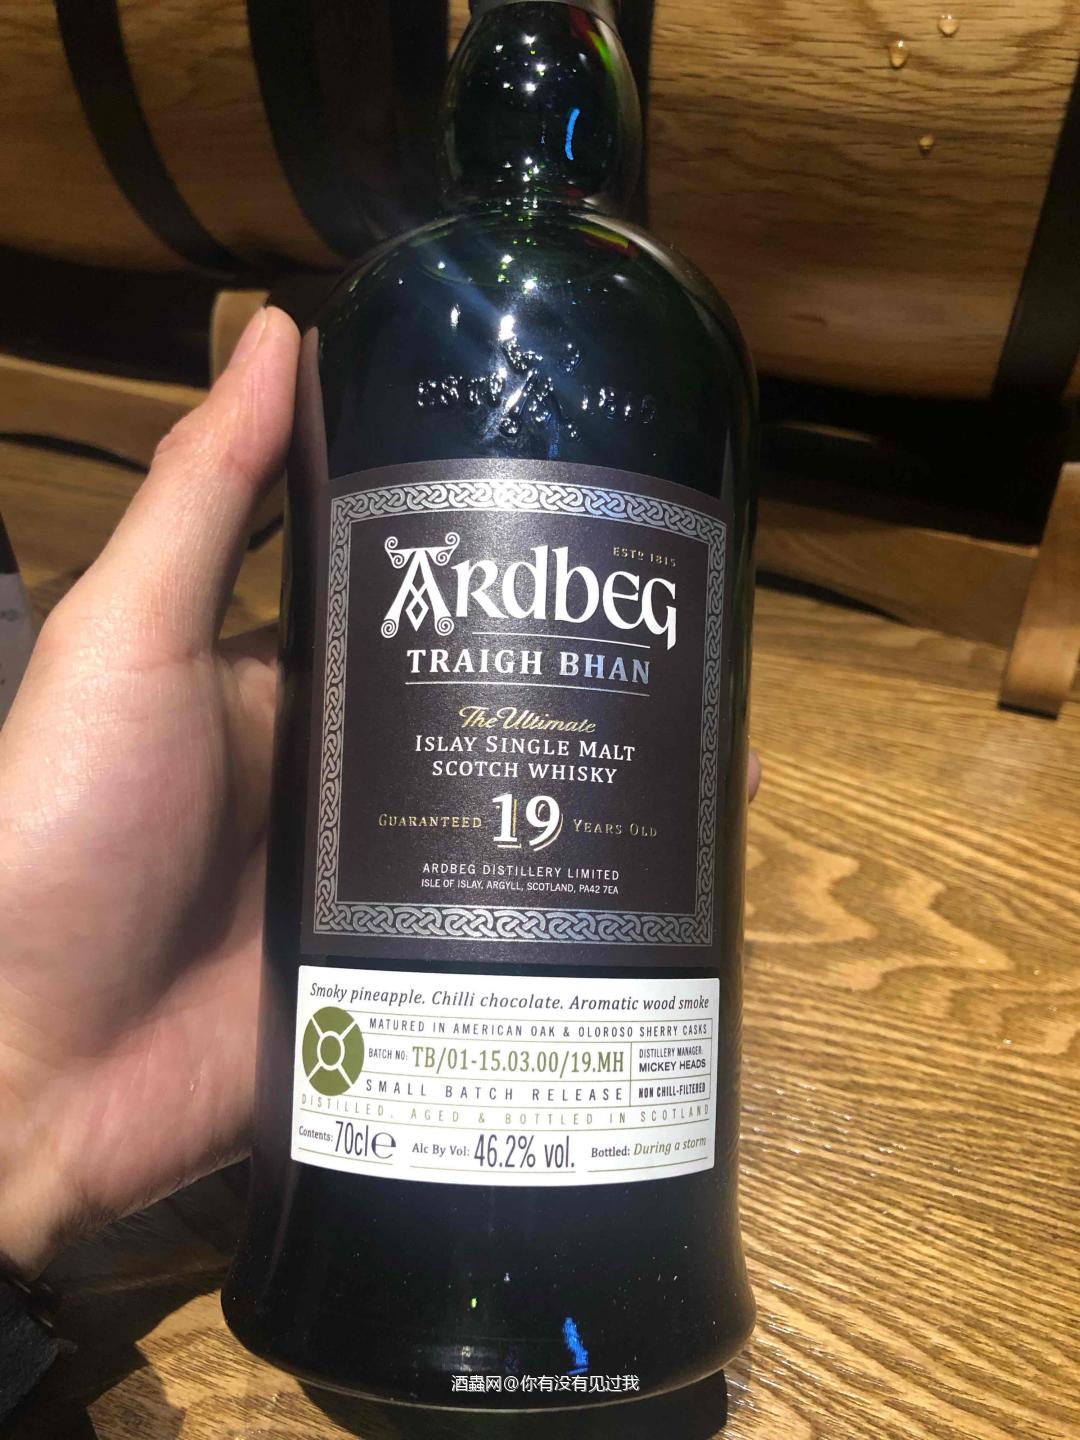 ESTD 1815
ARDBEG
TRAIGH BHAN
The Ultimate
ISLAY SINGLE MALT
SCOTCH WHISKY
GUARANTEED 19 YEARS OLD
ARDBEG DISTILLERY LIMITED
ISLE OF ISLAY, ARGYLL, SCOTLAND, PA42 7EA
Smoky pineapple. Chilli chocolate. Aromatic wood smoke
MATURED IN AMERICAN OAK & OLOROSO SHERRY CASKS
BATCH NO: TB/01-15.03.00/19.MH
DISTILLERY MANAGER:
MICKEY HEADS
SMALL BATCH RELEASE
NON CHILL-FILTERED
DISTILLED, AGED & BOTTLED IN SCOTLAND
Contents: 70cl e Alc By Vol: 46.2% vol. Bottled: During a storm
酒蟲网@你有没有见过我